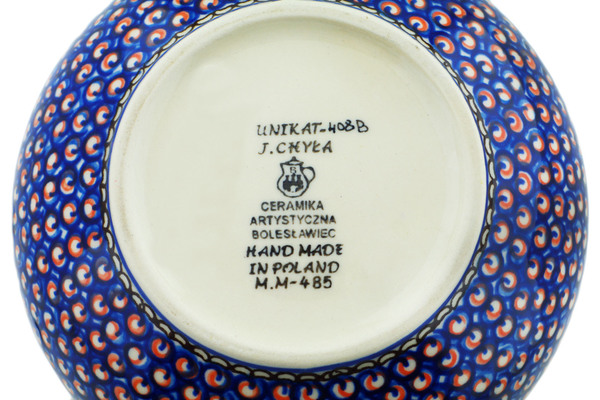 UNIKAT-408B
J. CHYŁA
B
CERAMIKA
ARTYSTYCZNA
BOLESŁAWIEC
HAND MADE
IN POLAND
M.M-485